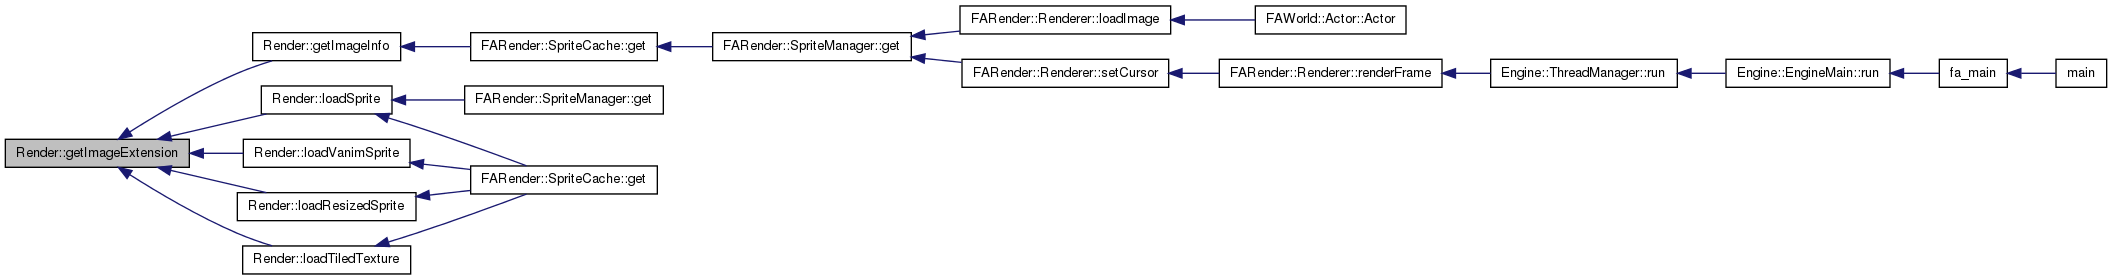 FARender::Renderer::loadImage
FAWorld::Actor::Actor
Render::getImageInfo
FARender::SpriteCache::get
FARender::SpriteManager::get
FARender::Renderer::setCursor
FARender::Renderer::renderFrame
Engine::ThreadManager::run
Engine::EngineMain::run
fa_main
main
Render::loadSprite
FARender::SpriteManager::get
Render::getImageExtension
Render::loadVanimSprite
FARender::SpriteCache::get
Render::loadResizedSprite
Render::loadTiledTexture